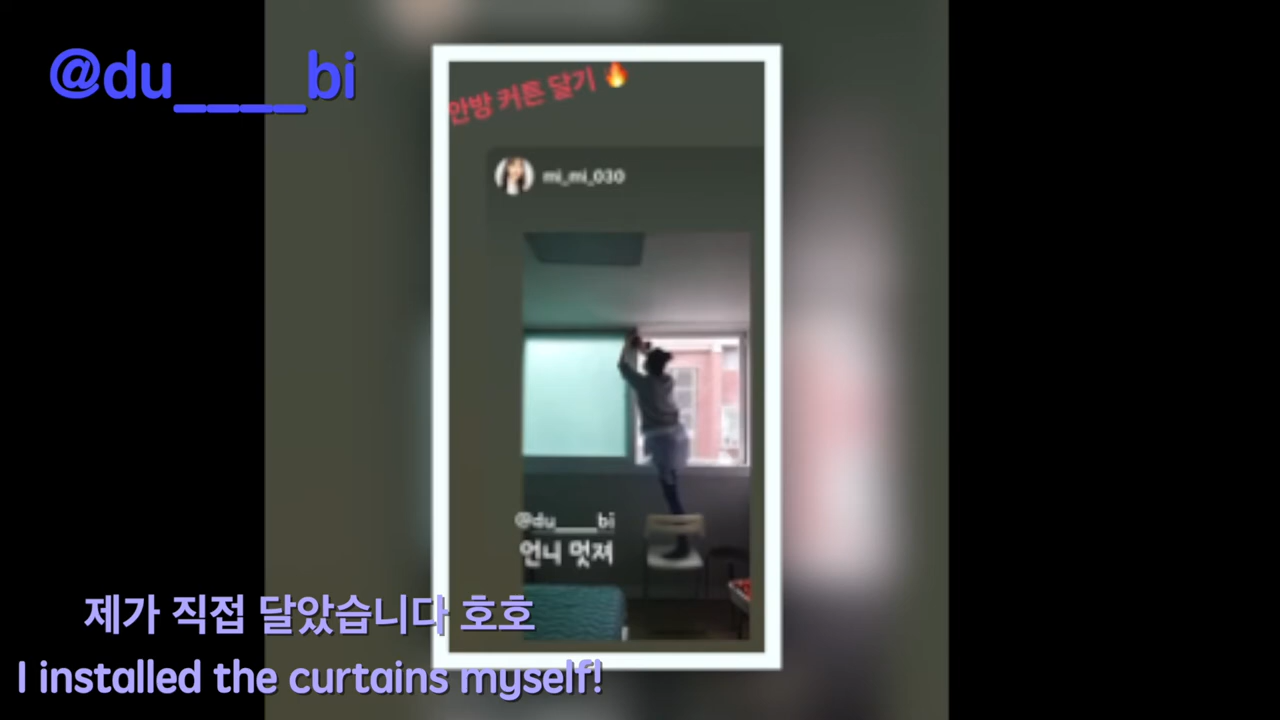 @du____bi
안방 커튼 달기 🔥
mi_mi_030
@du____bi
언니 멋져
제가 직접 달았습니다 호호
I installed the curtains myself!